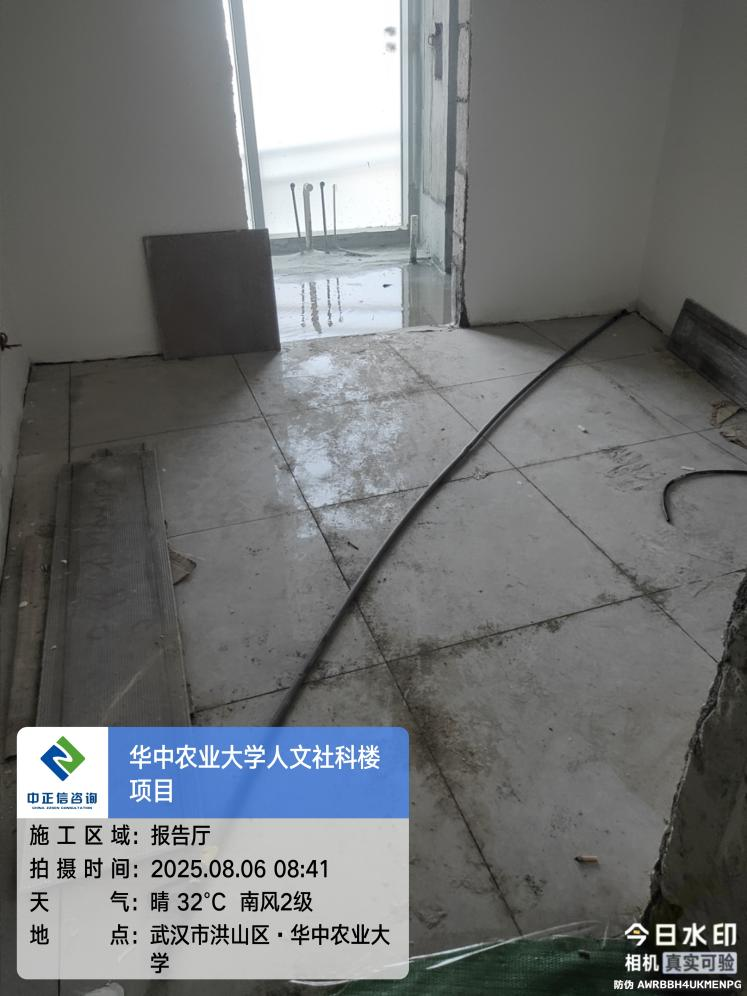 华中农业大学人文社科楼
项目
中正信咨询
CHINA ZZXIN CONSULTATION
施工区域：报告厅
拍摄时间：2025.08.06 08:41
天气：晴 32℃ 南风2级
地点：武汉市洪山区·华中农业大
学
今日水印
相机 真实可验
防伪 AWRBBH4UKMENPG